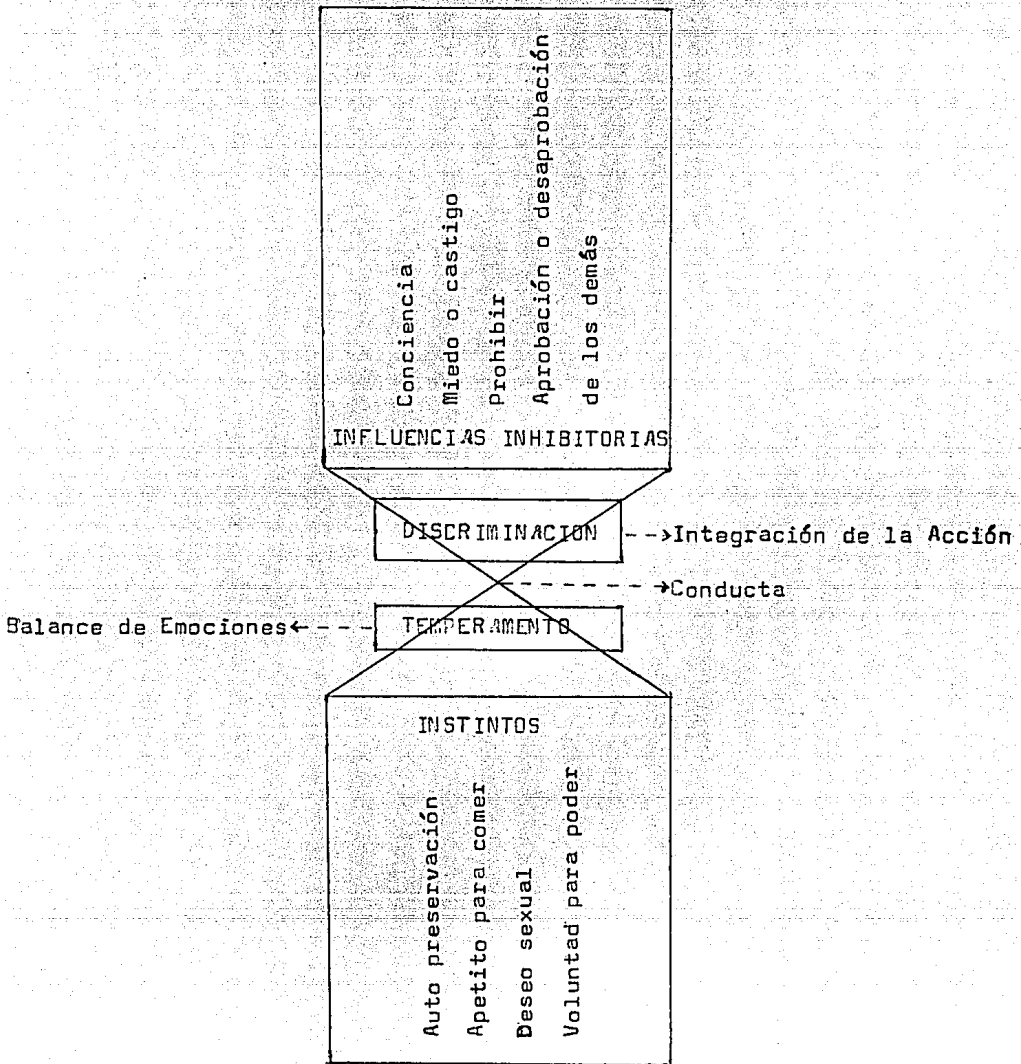 Conciencia
Miedo o castigo
Prohibir
Aprobación o desaprobación
de los demás
INFLUENCIAS INHIBITORIAS
DISCRIMINACION -->Integración de la Acción
- - - - - - - →Conducta
Balance de Emociones← - - - TEMPERAMENTO
INSTINTOS
Auto preservación
Apetito para comer
Deseo sexual
Voluntad para poder